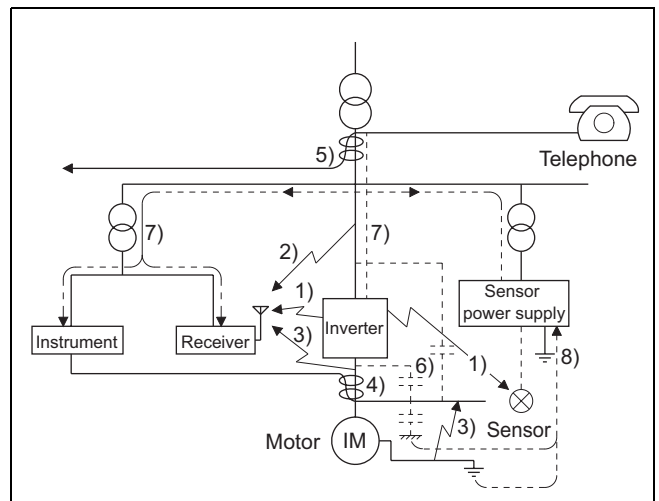 Telephone
5)
7)
7)
2)
1)
Sensor
power supply
Instrument
Receiver
Inverter
3)
1)
6)
8)
4)
3)
Sensor
Motor
IM